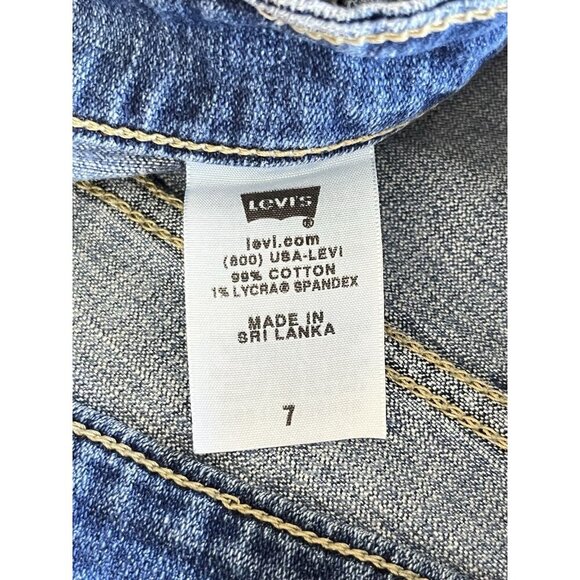 LEVI'S
®
levi.com
(800) USA-LEVI
99% COTTON
1% LYCRA® SPANDEX
MADE IN
SRI LANKA
7